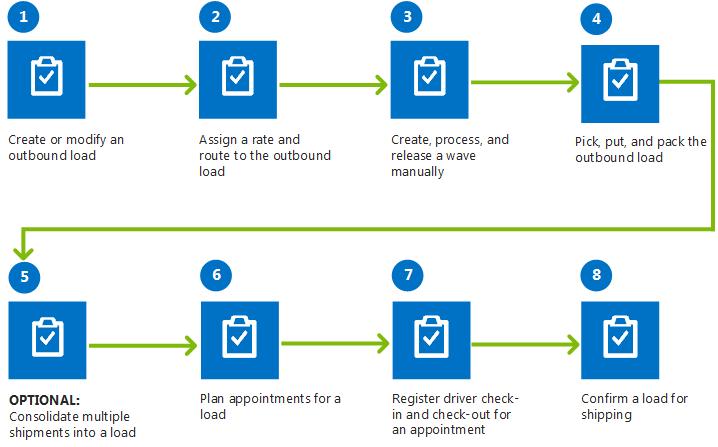 1
2
3
4
Create or modify an
outbound load
Assign a rate and
route to the outbound
load
Create, process, and
release a wave
manually
Pick, put, and pack the
outbound load
5
6
7
8
OPTIONAL:
Consolidate multiple
shipments into a load
Plan appointments for a
load
Register driver check-
in and check-out for
an appointment
Confirm a load for
shipping